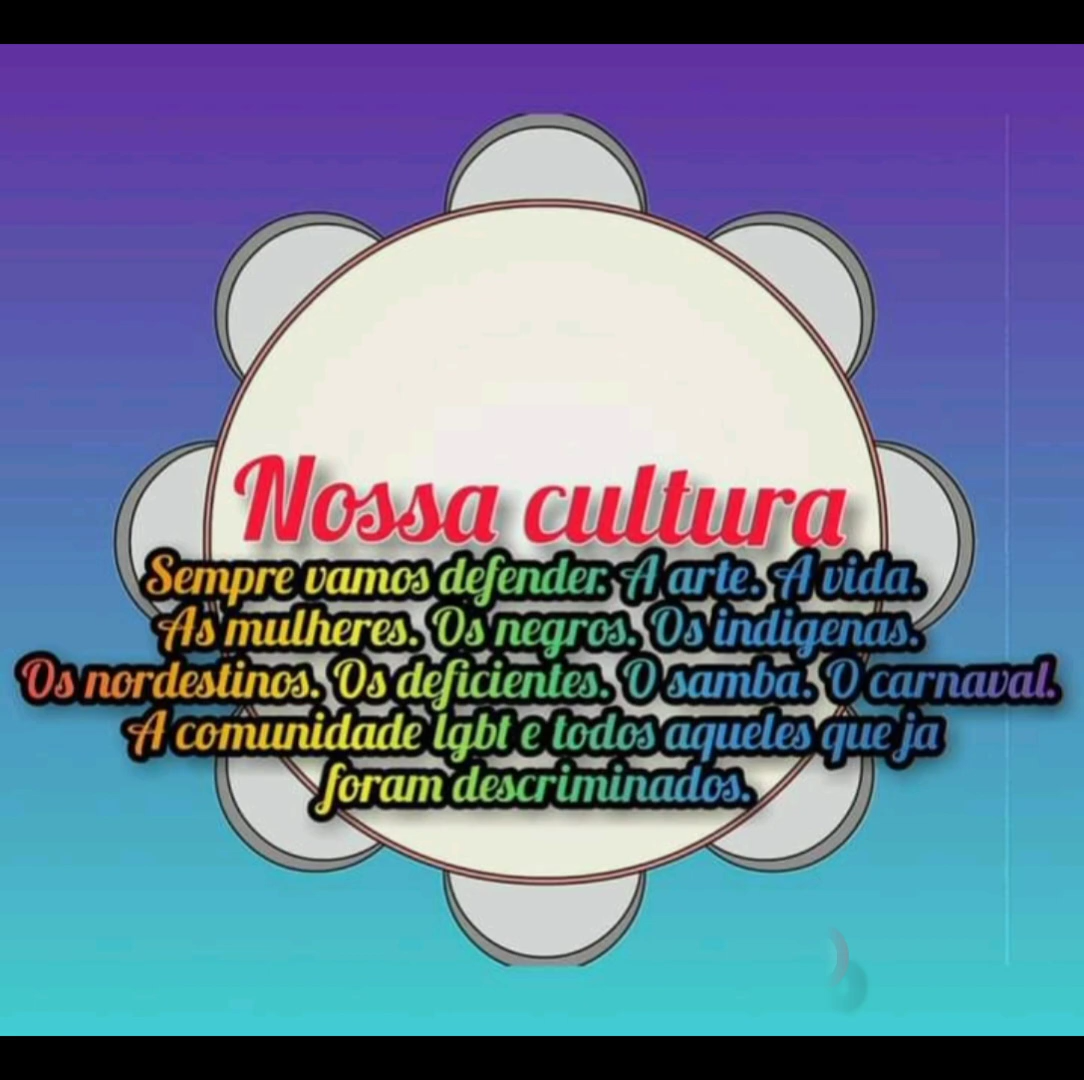 Nossa cultura
Sempre vamos defender. A arte. A vida.
As mulheres. Os negros. Os indigenas.
Os nordestinos. Os deficientes. O samba. O carnaval.
A comunidade lgbt e todos aqueles que ja
foram descriminados.